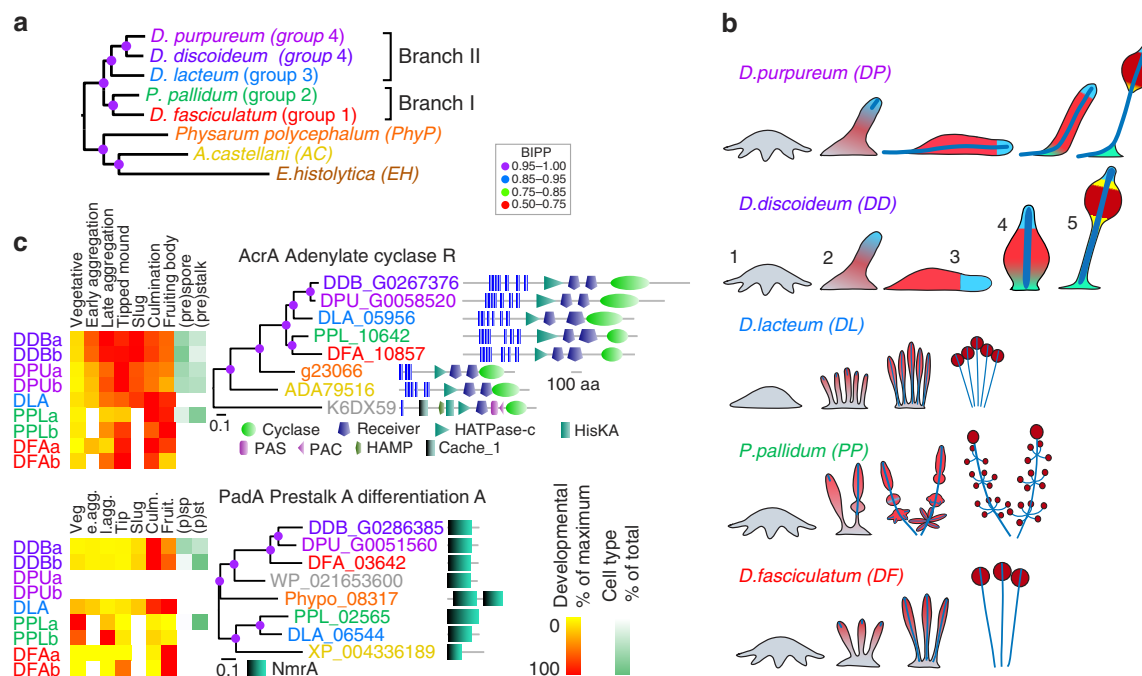 a
D. purpureum (group 4)
D. discoideum (group 4)
D. lacteum (group 3)
P. pallidum (group 2)
D. fasciculatum (group 1)
Physarum polycephalum (PhyP)
A.castellani (AC)
E.histolytica (EH)
Branch II
Branch I
BIPP
0.95–1.00
0.85–0.95
0.75–0.85
0.50–0.75
b
D.purpureum (DP)
D.discoideum (DD)
1
2
3
4
5
D.lacteum (DL)
P.pallidum (PP)
D.fasciculatum (DF)
c
AcrA Adenylate cyclase R
Vegetative
Early aggregation
Late aggregation
Tipped mound
Slug
Culmination
Fruiting body
(pre)spore
(pre)stalk
DDBa
DDBb
DPUa
DPUb
DLA
PPLa
PPLb
DFAa
DFAb
DDB_G0267376
DPU_G0058520
DLA_05956
PPL_10642
DFA_10857
g23066
ADA79516
K6DX59
0.1
100 aa
Cyclase
Receiver
HATPase-c
HisKA
PAS
PAC
HAMP
Cache_1
PadA Prestalk A differentiation A
Veg
e.agg.
l.agg.
Tip
Slug
Culm.
Fruit.
(p)sp
(p)st
DDBa
DDBb
DPUa
DPUb
DLA
PPLa
PPLb
DFAa
DFAb
DDB_G0286385
DPU_G0051560
DFA_03642
WP_021653600
Phypo_08317
PPL_02565
DLA_06544
XP_004336189
0.1
NmrA
Developmental
% of maximum
0
100
Cell type
% of total